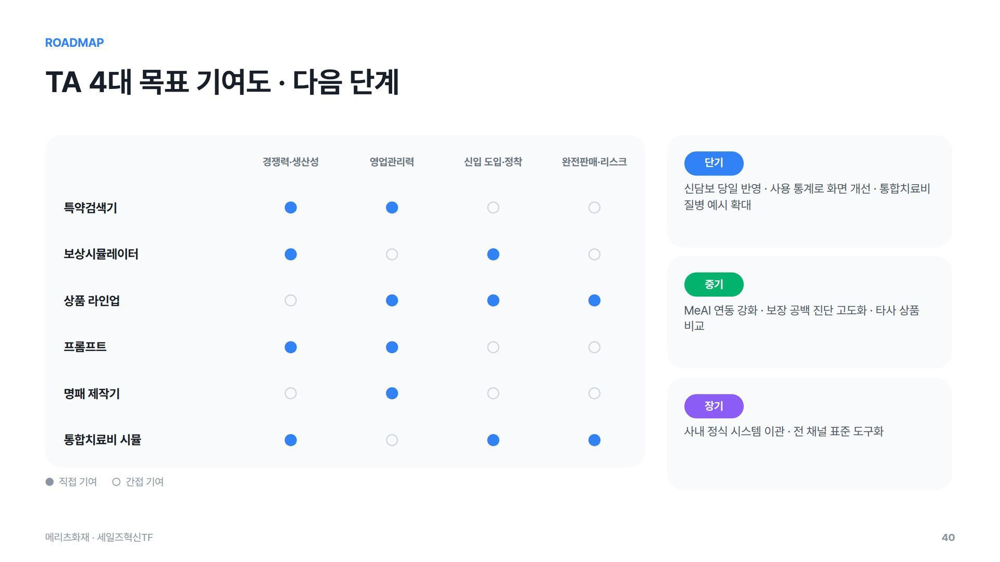 ROADMAP
TA 4대 목표 기여도 · 다음 단계
경쟁력·생산성 영업관리력 신입 도입·정착 완전판매·리스크
특약검색기
보상시뮬레이터
상품 라인업
프롬프트
명패 제작기
통합치료비 시뮬
직접 기여 간접 기여
단기
신담보 당일 반영 · 사용 통계로 화면 개선 · 통합치료비
질병 예시 확대
중기
MeAI 연동 강화 · 보장 공백 진단 고도화 · 타사 상품
비교
장기
사내 정식 시스템 이관 · 전 채널 표준 도구화
메리츠화재 · 세일즈혁신TF
40